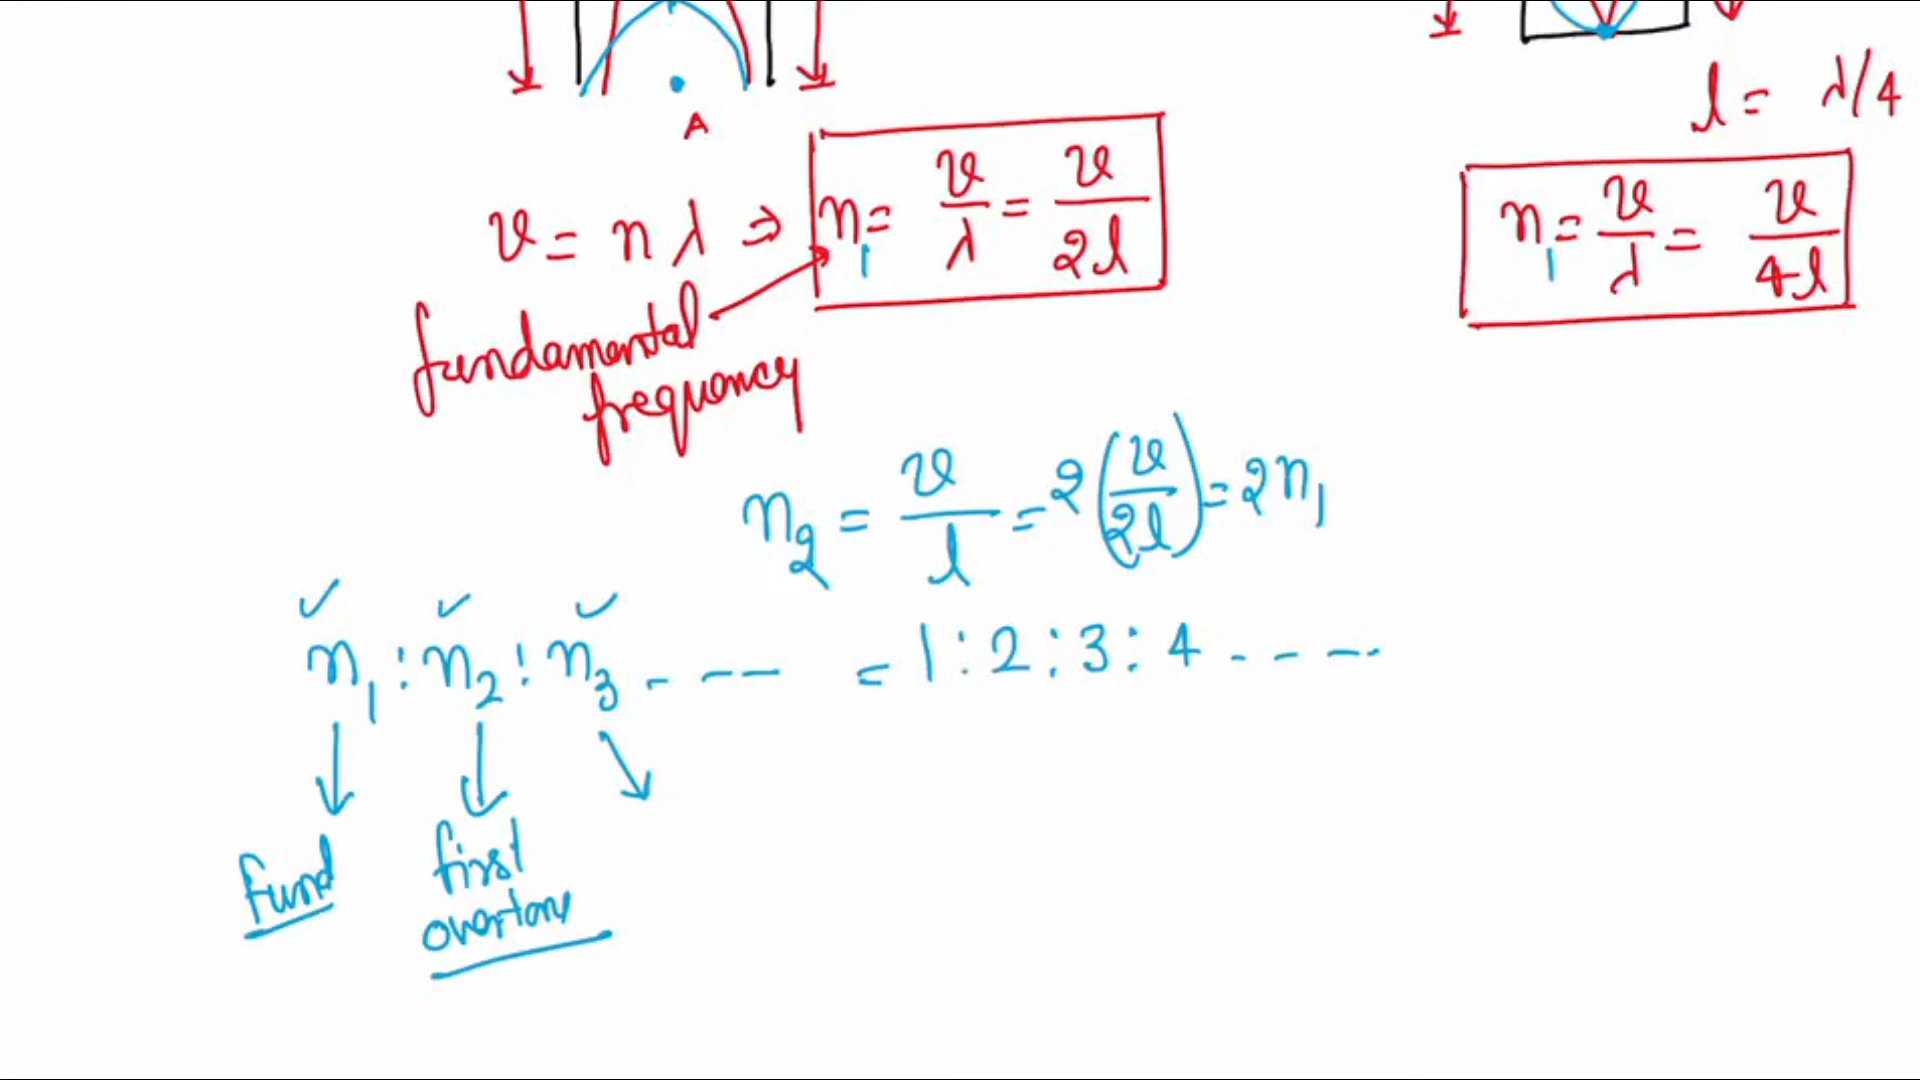 A
l = λ/4
v = nλ ⇒ n₁ = v/λ = v/2l
n₁ = v/λ = v/4l
fundamental
frequency
n₂ = v/l = 2(v/2l) = 2n₁
✓ ✓ ✓
n₁ : n₂ : n₃ - -- -- = 1 : 2 : 3 : 4 - - - --
Fund
first
overtone